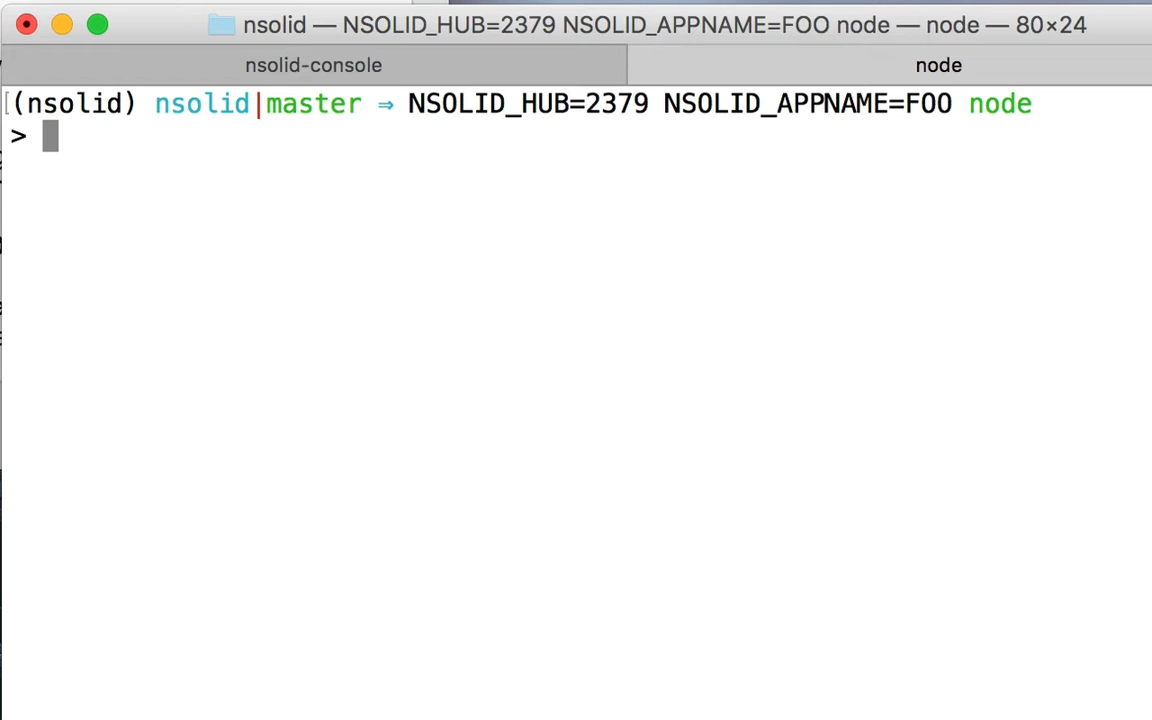 nsolid — NSOLID_HUB=2379 NSOLID_APPNAME=FOO node — node — 80×24
nsolid-console
node
[(nsolid) nsolid|master ⇒ NSOLID_HUB=2379 NSOLID_APPNAME=FOO node
>